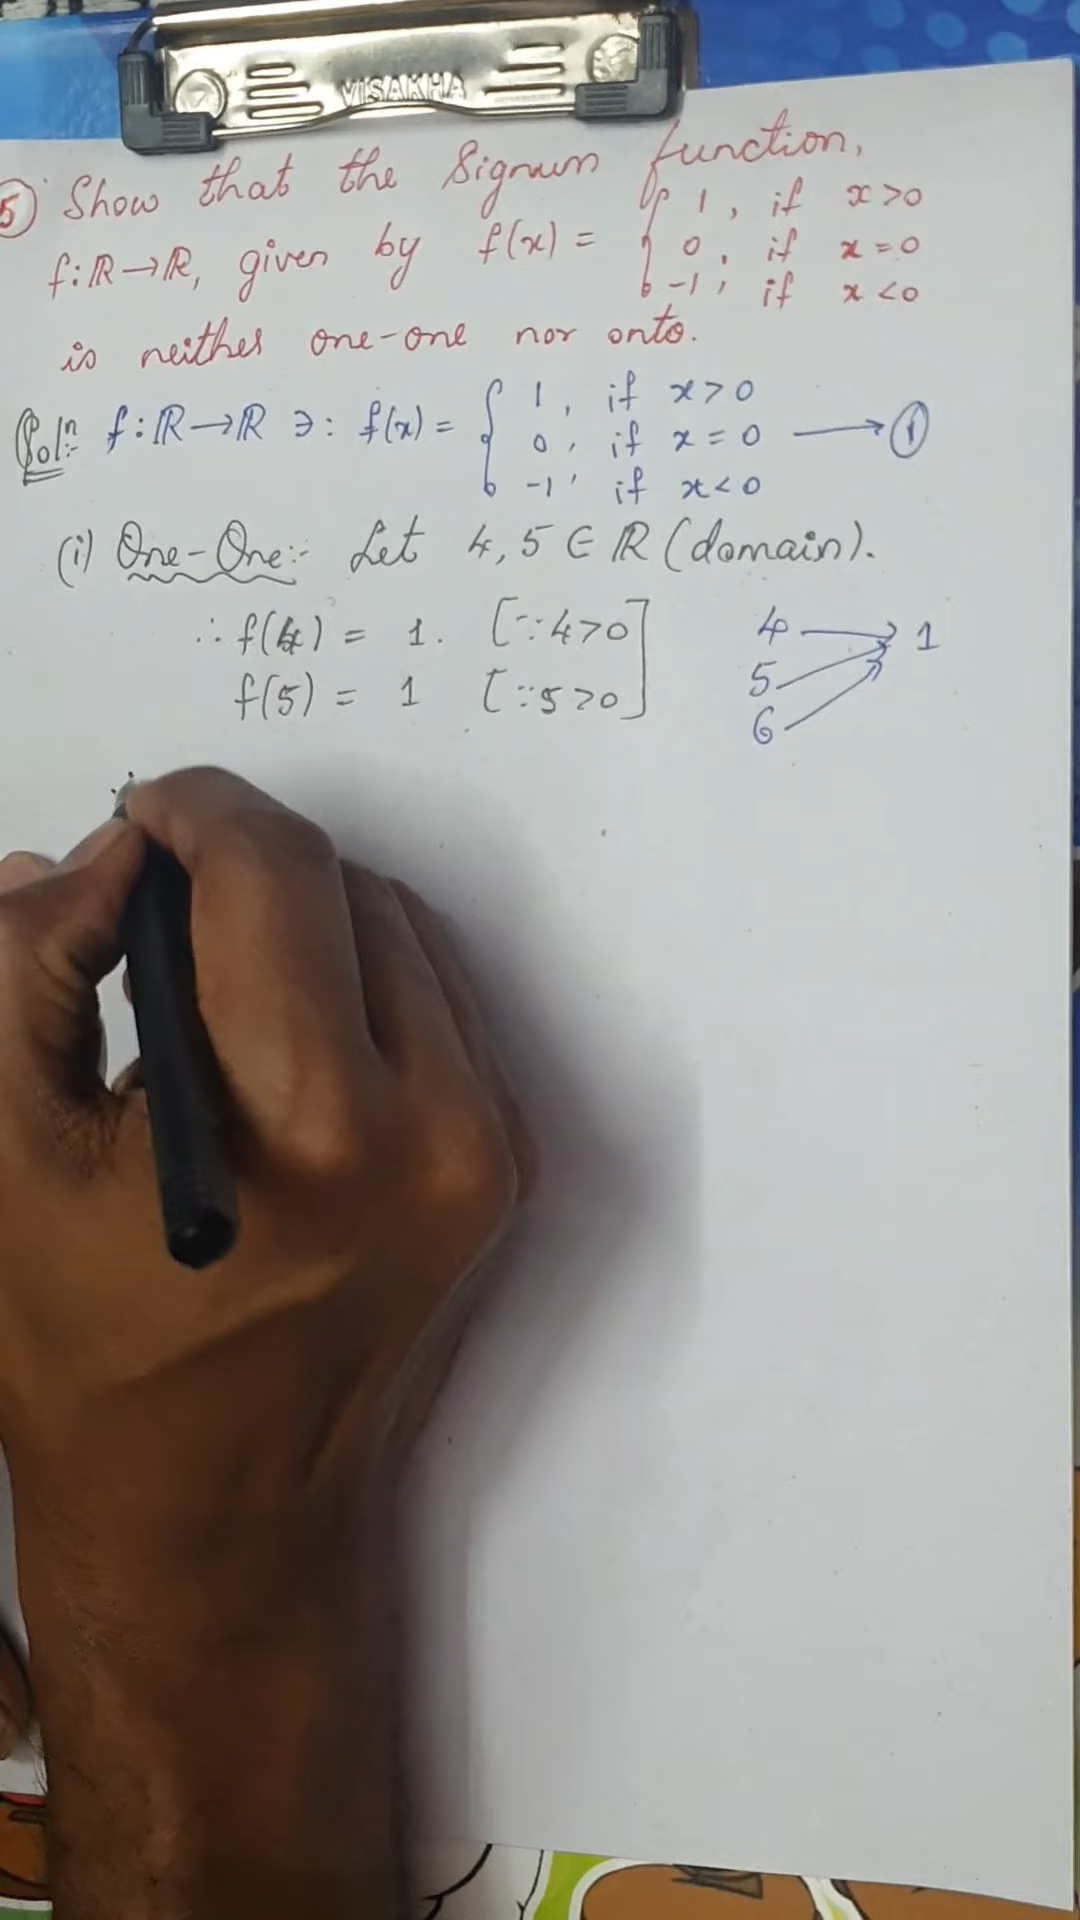 VISAKHA
5) Show that the Signum function,
f:ℝ→ℝ, given by f(x) = { 1, if x>0
0, if x=0
-1, if x<0
is neither one-one nor onto.
Solⁿ:- f:ℝ→ℝ ∋: f(x) = { 1, if x>0
0, if x=0 ⟶ ①
-1, if x<0
(i) One-One:- Let 4, 5 ∈ ℝ (domain).
∴ f(4) = 1. [∵ 4>0]
f(5) = 1 [∵ 5>0]
4 → 1
5
6